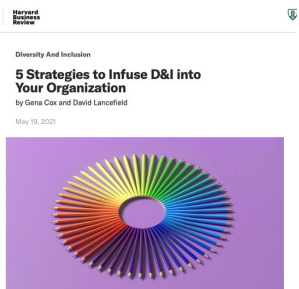 Harvard
Business
Review
Diversity And Inclusion
5 Strategies to Infuse D&I into
Your Organization
by Gena Cox and David Lancefield
May 19, 2021